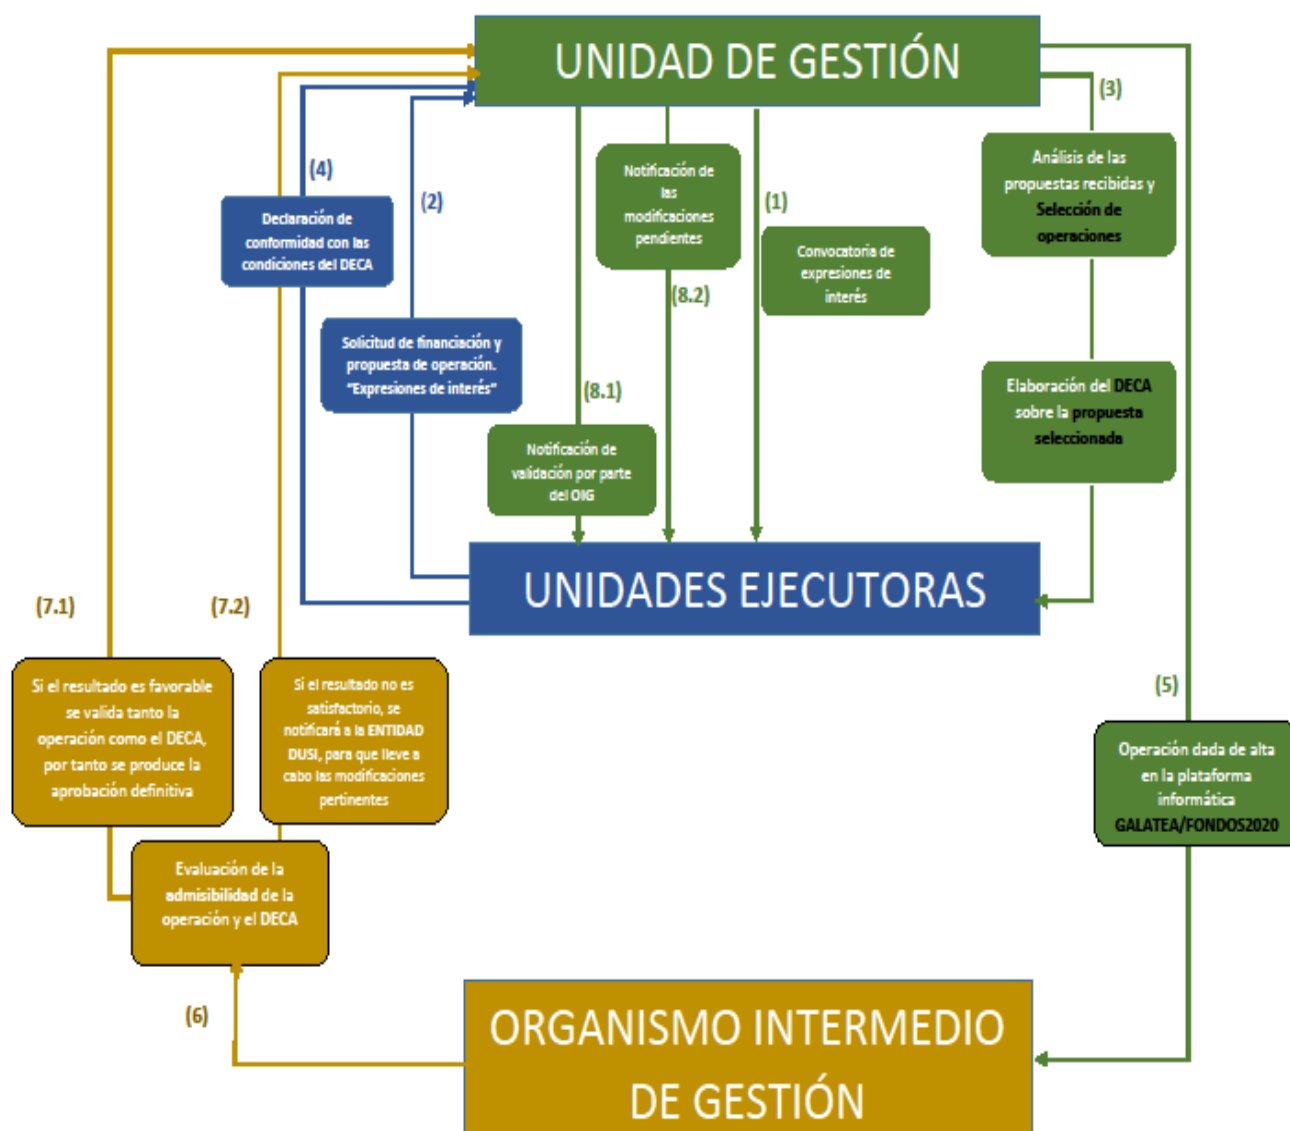 UNIDAD DE GESTIÓN
(3)
(4)
(2)
(1)
Declaración de
conformidad con las
condiciones del DECA
Notificación de
las
modificaciones
pendientes
Convocatoria de
expresiones de
interés
Análisis de las
propuestas recibidas y
Selección de
operaciones
(8.2)
Solicitud de financiación y
propuesta de operación.
“Expresiones de interés”
(8.1)
Elaboración del DECA
sobre la propuesta
seleccionada
Notificación de
validación por parte
del OIG
UNIDADES EJECUTORAS
(7.1)
(7.2)
(5)
Si el resultado es favorable
se valida tanto la
operación como el DECA,
por tanto se produce la
aprobación definitiva
Si el resultado no es
satisfactorio, se
notificará a la ENTIDAD
DUSI, para que lleve a
cabo las modificaciones
pertinentes
Operación dada de alta
en la plataforma
informática
GALATEA/FONDOS2020
Evaluación de la
admisibilidad de la
operación y el DECA
(6)
ORGANISMO INTERMEDIO
DE GESTIÓN